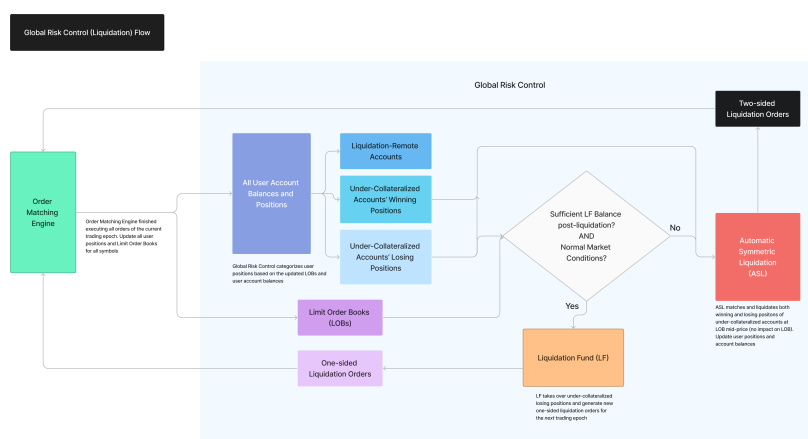 Global Risk Control (Liquidation) Flow
Global Risk Control
Two-sided
Liquidation Orders
Order
Matching
Engine
Order Matching Engine finished
executing all orders of the current
trading epoch. Update all user
positions and Limit Order Books
for all symbols
All User Account
Balances and
Positions
Global Risk Control categorizes user
positions based on the updated LOBs and
user account balances
Liquidation-Remote
Accounts
Under-Collateralized
Accounts' Winning
Positions
Under-Collateralized
Accounts' Losing
Positions
Limit Order Books
(LOBs)
One-sided
Liquidation Orders
Sufficient LF Balance
post-liquidation?
AND
Normal Market
Conditions?
No
Yes
Automatic
Symmetric
Liquidation
(ASL)
ASL matches and liquidates both
winning and losing positons of
under-collateralized accounts at
LOB mid-price (no impact on LOB).
Update user positions and
account balances
Liquidation Fund (LF)
LF takes over under-collateralized
losing positions and generate new
one-sided liquidation orders for
the next trading epoch